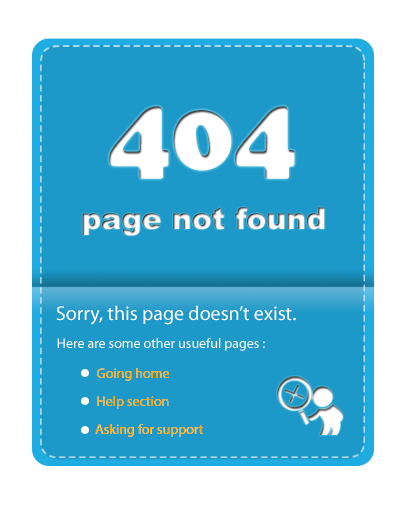 404
page not found
Sorry, this page doesn't exist.
Here are some other usueful pages :
Going home
Help section
Asking for support